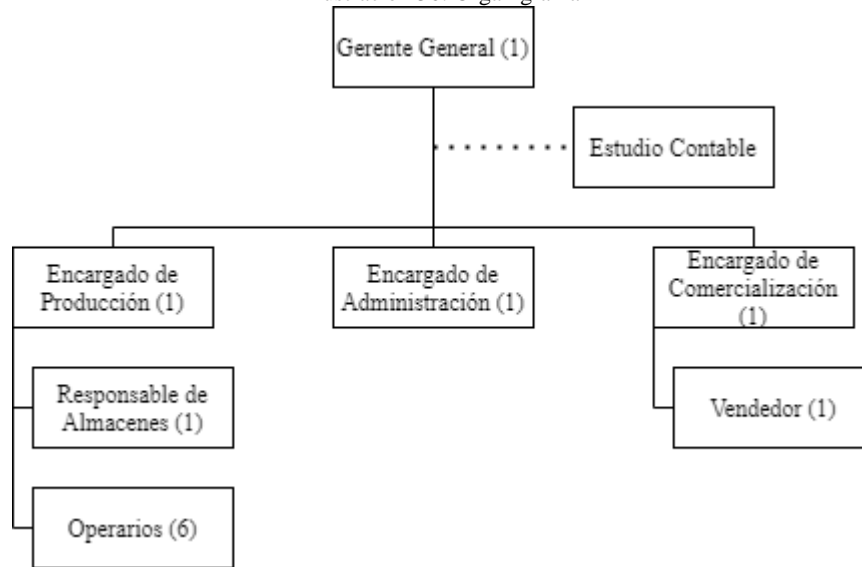 Gerente General (1)
Estudio Contable
Encargado de
Producción (1)
Encargado de
Administración (1)
Encargado de
Comercialización
(1)
Responsable de
Almacenes (1)
Vendedor (1)
Operarios (6)